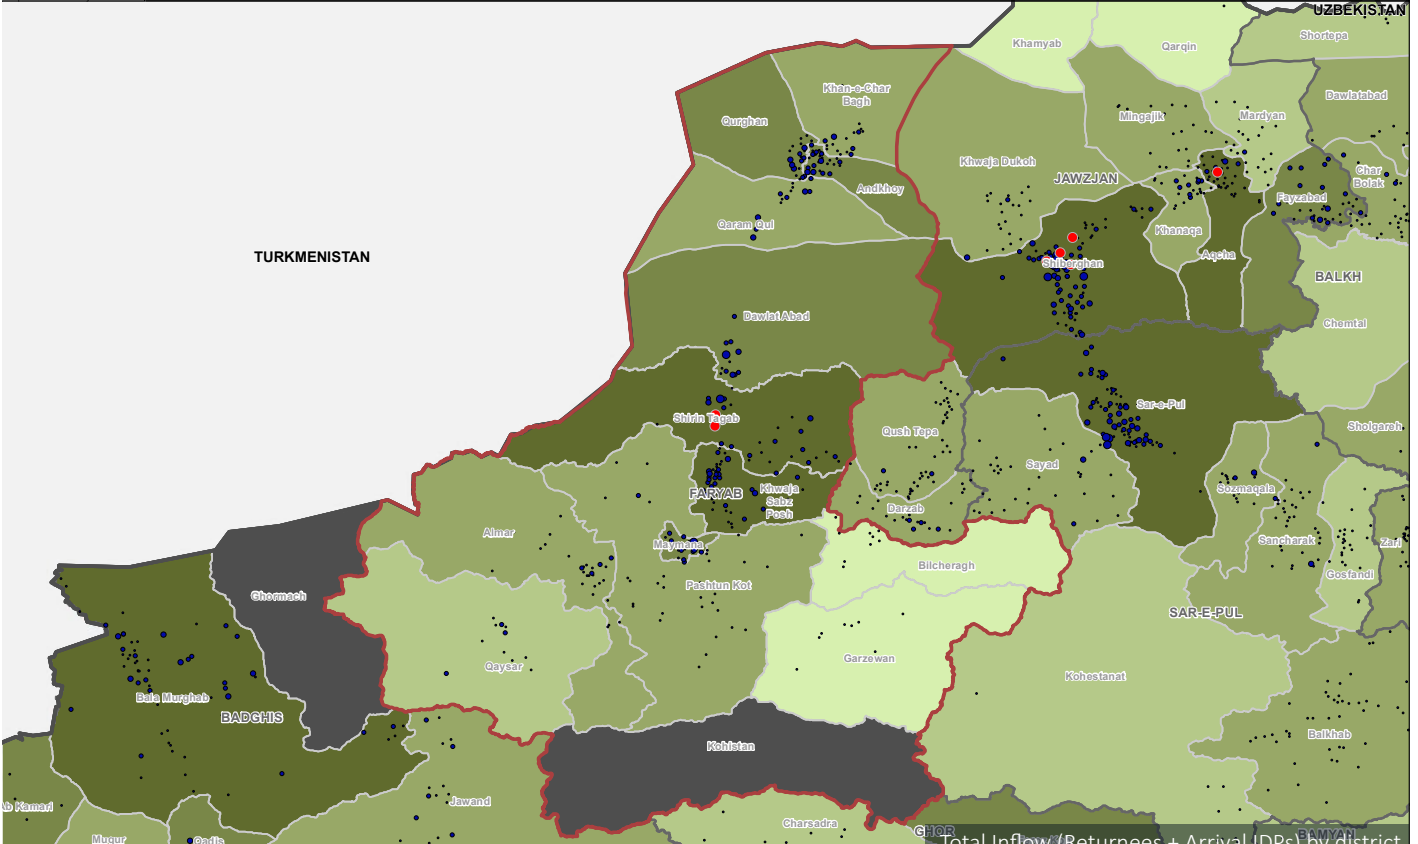 UZBEKISTAN
Khamyab
Qarqin
Shortepa
Khan-e-Char
Bagh
Dawlatabad
Qurghan
Mingajik
Mardyan
Khwaja Dukoh
JAWZJAN
Char
Bolak
Andkhoy
Fayzabad
Qaram Qul
Khanaqa
TURKMENISTAN
Shiberghan
Aqcha
BALKH
Dawlat Abad
Chemtal
Shirin Tagab
Sar-e-Pul
Qush Tepa
Sholgareh
Sayad
FARYAB
Khwaja
Sabz
Posh
Sozmaqala
Darzab
Almar
Maymana
Sancharak
Zari
Bilcheragh
Gosfandi
Pashtun Kot
Ghormach
SAR-E-PUL
Qaysar
Garzewan
Kohestanat
Bala Murghab
BADGHIS
Kohistan
Balkhab
Ab Kamari
Jawand
Charsadra
GHOR
BAMYAN
Muqur
Qadis
Total Inflow (Returnees + Arrival IDPs) by district